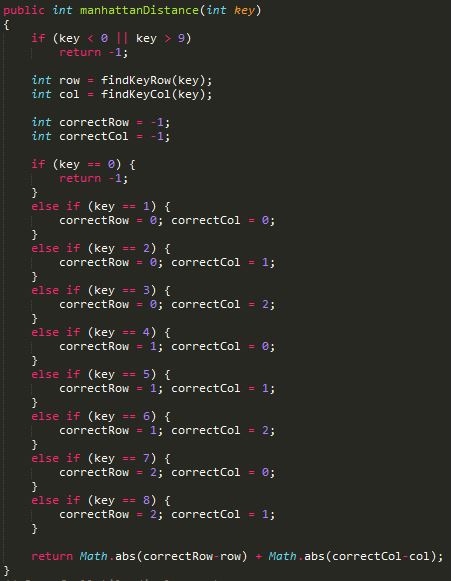 public int manhattanDistance(int key)
{
    if (key < 0 || key > 9)
        return -1;

    int row = findKeyRow(key);
    int col = findKeyCol(key);

    int correctRow = -1;
    int correctCol = -1;

    if (key == 0) {
        return -1;
    }
    else if (key == 1) {
        correctRow = 0; correctCol = 0;
    }
    else if (key == 2) {
        correctRow = 0; correctCol = 1;
    }
    else if (key == 3) {
        correctRow = 0; correctCol = 2;
    }
    else if (key == 4) {
        correctRow = 1; correctCol = 0;
    }
    else if (key == 5) {
        correctRow = 1; correctCol = 1;
    }
    else if (key == 6) {
        correctRow = 1; correctCol = 2;
    }
    else if (key == 7) {
        correctRow = 2; correctCol = 0;
    }
    else if (key == 8) {
        correctRow = 2; correctCol = 1;
    }

    return Math.abs(correctRow-row) + Math.abs(correctCol-col);
}